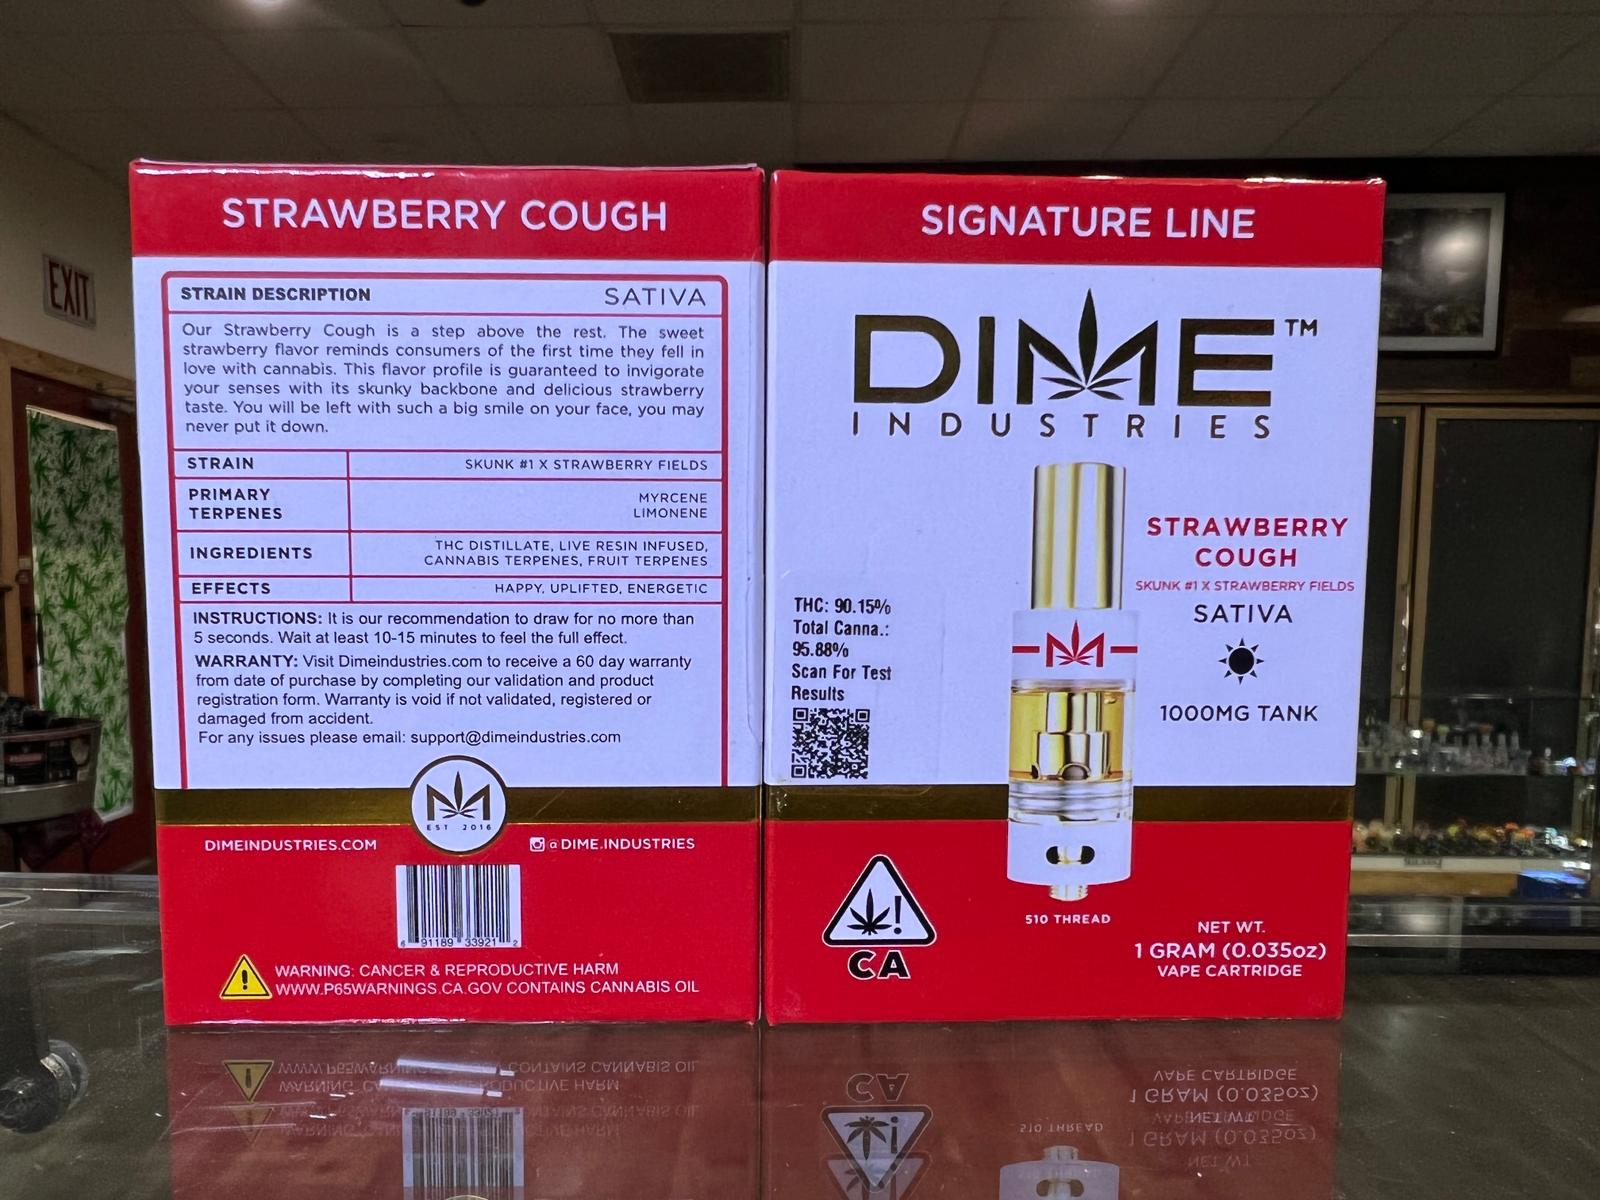 EXIT
STRAWBERRY COUGH
STRAIN DESCRIPTION SATIVA
Our Strawberry Cough is a step above the rest. The sweet
strawberry flavor reminds consumers of the first time they fell in
love with cannabis. This flavor profile is guaranteed to invigorate
your senses with its skunky backbone and delicious strawberry
taste. You will be left with such a big smile on your face, you may
never put it down.
STRAIN SKUNK #1 X STRAWBERRY FIELDS
PRIMARY TERPENES
MYRCENE
LIMONENE
INGREDIENTS
THC DISTILLATE, LIVE RESIN INFUSED,
CANNABIS TERPENES, FRUIT TERPENES
EFFECTS HAPPY, UPLIFTED, ENERGETIC
INSTRUCTIONS: It is our recommendation to draw for no more than
5 seconds. Wait at least 10-15 minutes to feel the full effect.
WARRANTY: Visit Dimeindustries.com to receive a 60 day warranty
from date of purchase by completing our validation and product
registration form. Warranty is void if not validated, registered or
damaged from accident.
For any issues please email: support@dimeindustries.com
M
EST 2016
DIMEINDUSTRIES.COM
@DIME.INDUSTRIES
6 91189 33921 2
WARNING: CANCER & REPRODUCTIVE HARM
WWW.P65WARNINGS.CA.GOV CONTAINS CANNABIS OIL
SIGNATURE LINE
DIME™
INDUSTRIES
STRAWBERRY
COUGH
SKUNK #1 X STRAWBERRY FIELDS
SATIVA
1000MG TANK
THC: 90.15%
Total Canna.:
95.88%
Scan For Test
Results
M
510 THREAD
!
CA
NET WT.
1 GRAM (0.035oz)
VAPE CARTRIDGE